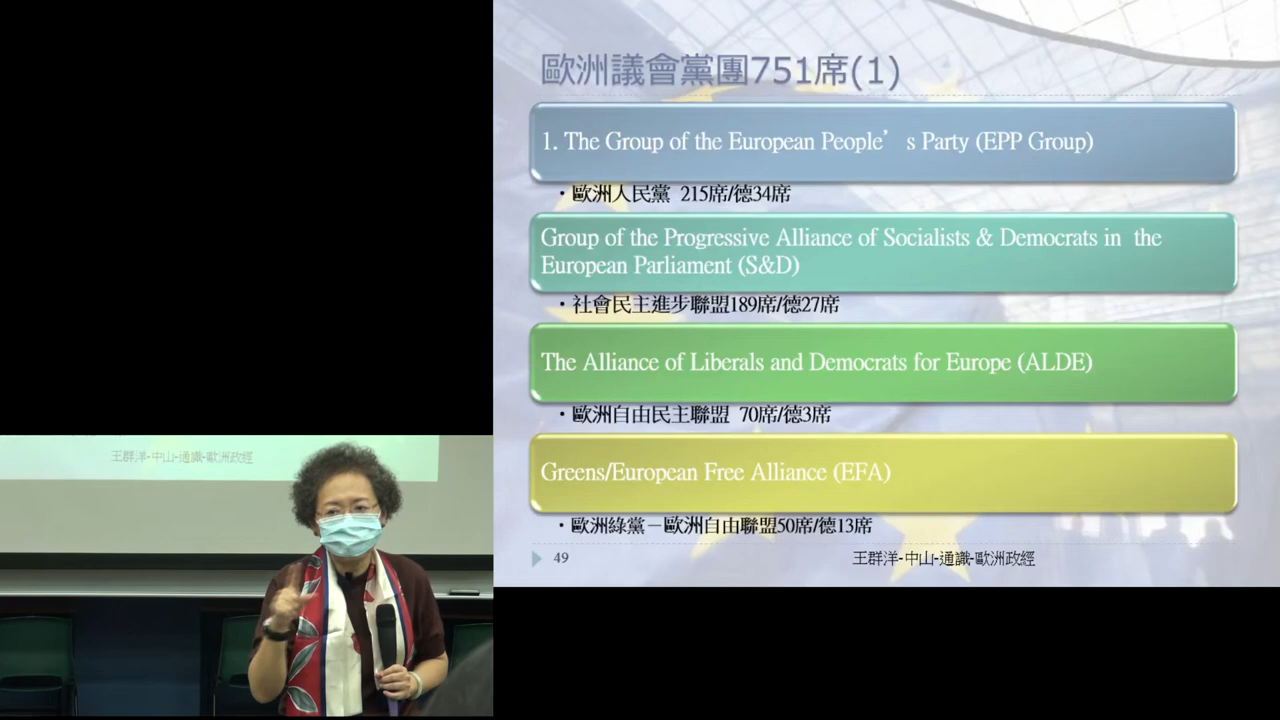 歐洲議會黨團751席(1)
1. The Group of the European People’ s Party (EPP Group)
・歐洲人民黨 215席/德34席
Group of the Progressive Alliance of Socialists & Democrats in the
European Parliament (S&D)
・社會民主進步聯盟189席/德27席
The Alliance of Liberals and Democrats for Europe (ALDE)
・歐洲自由民主聯盟 70席/德3席
Greens/European Free Alliance (EFA)
・歐洲綠黨－歐洲自由聯盟50席/德13席
49
王群洋-中山-通識-歐洲政經
王群洋-中山-通識-歐洲政經